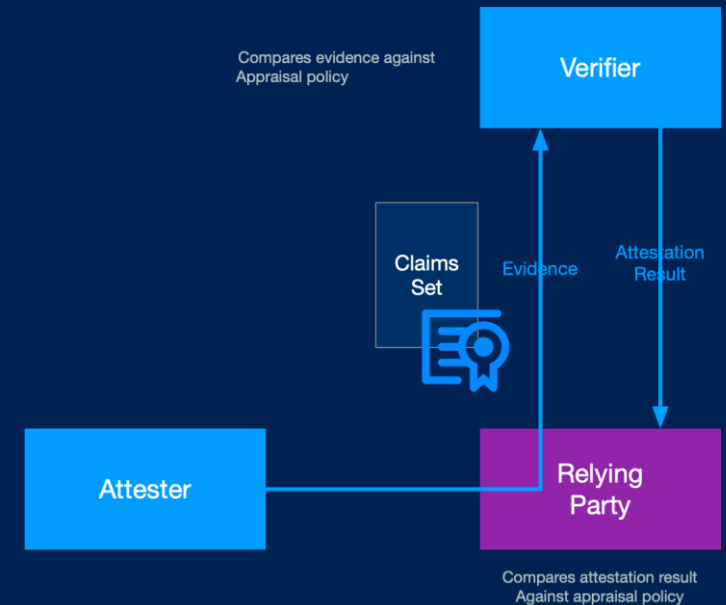 Compares evidence against
Appraisal policy
Verifier
Claims
Set
Evidence
Attestation
Result
Attester
Relying
Party
Compares attestation result
Against appraisal policy